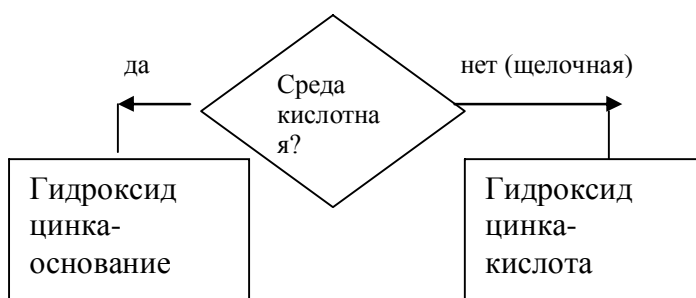 да
нет (щелочная)
Среда
кислотна
я?
Гидроксид
цинка-
основание
Гидроксид
цинка-
кислота